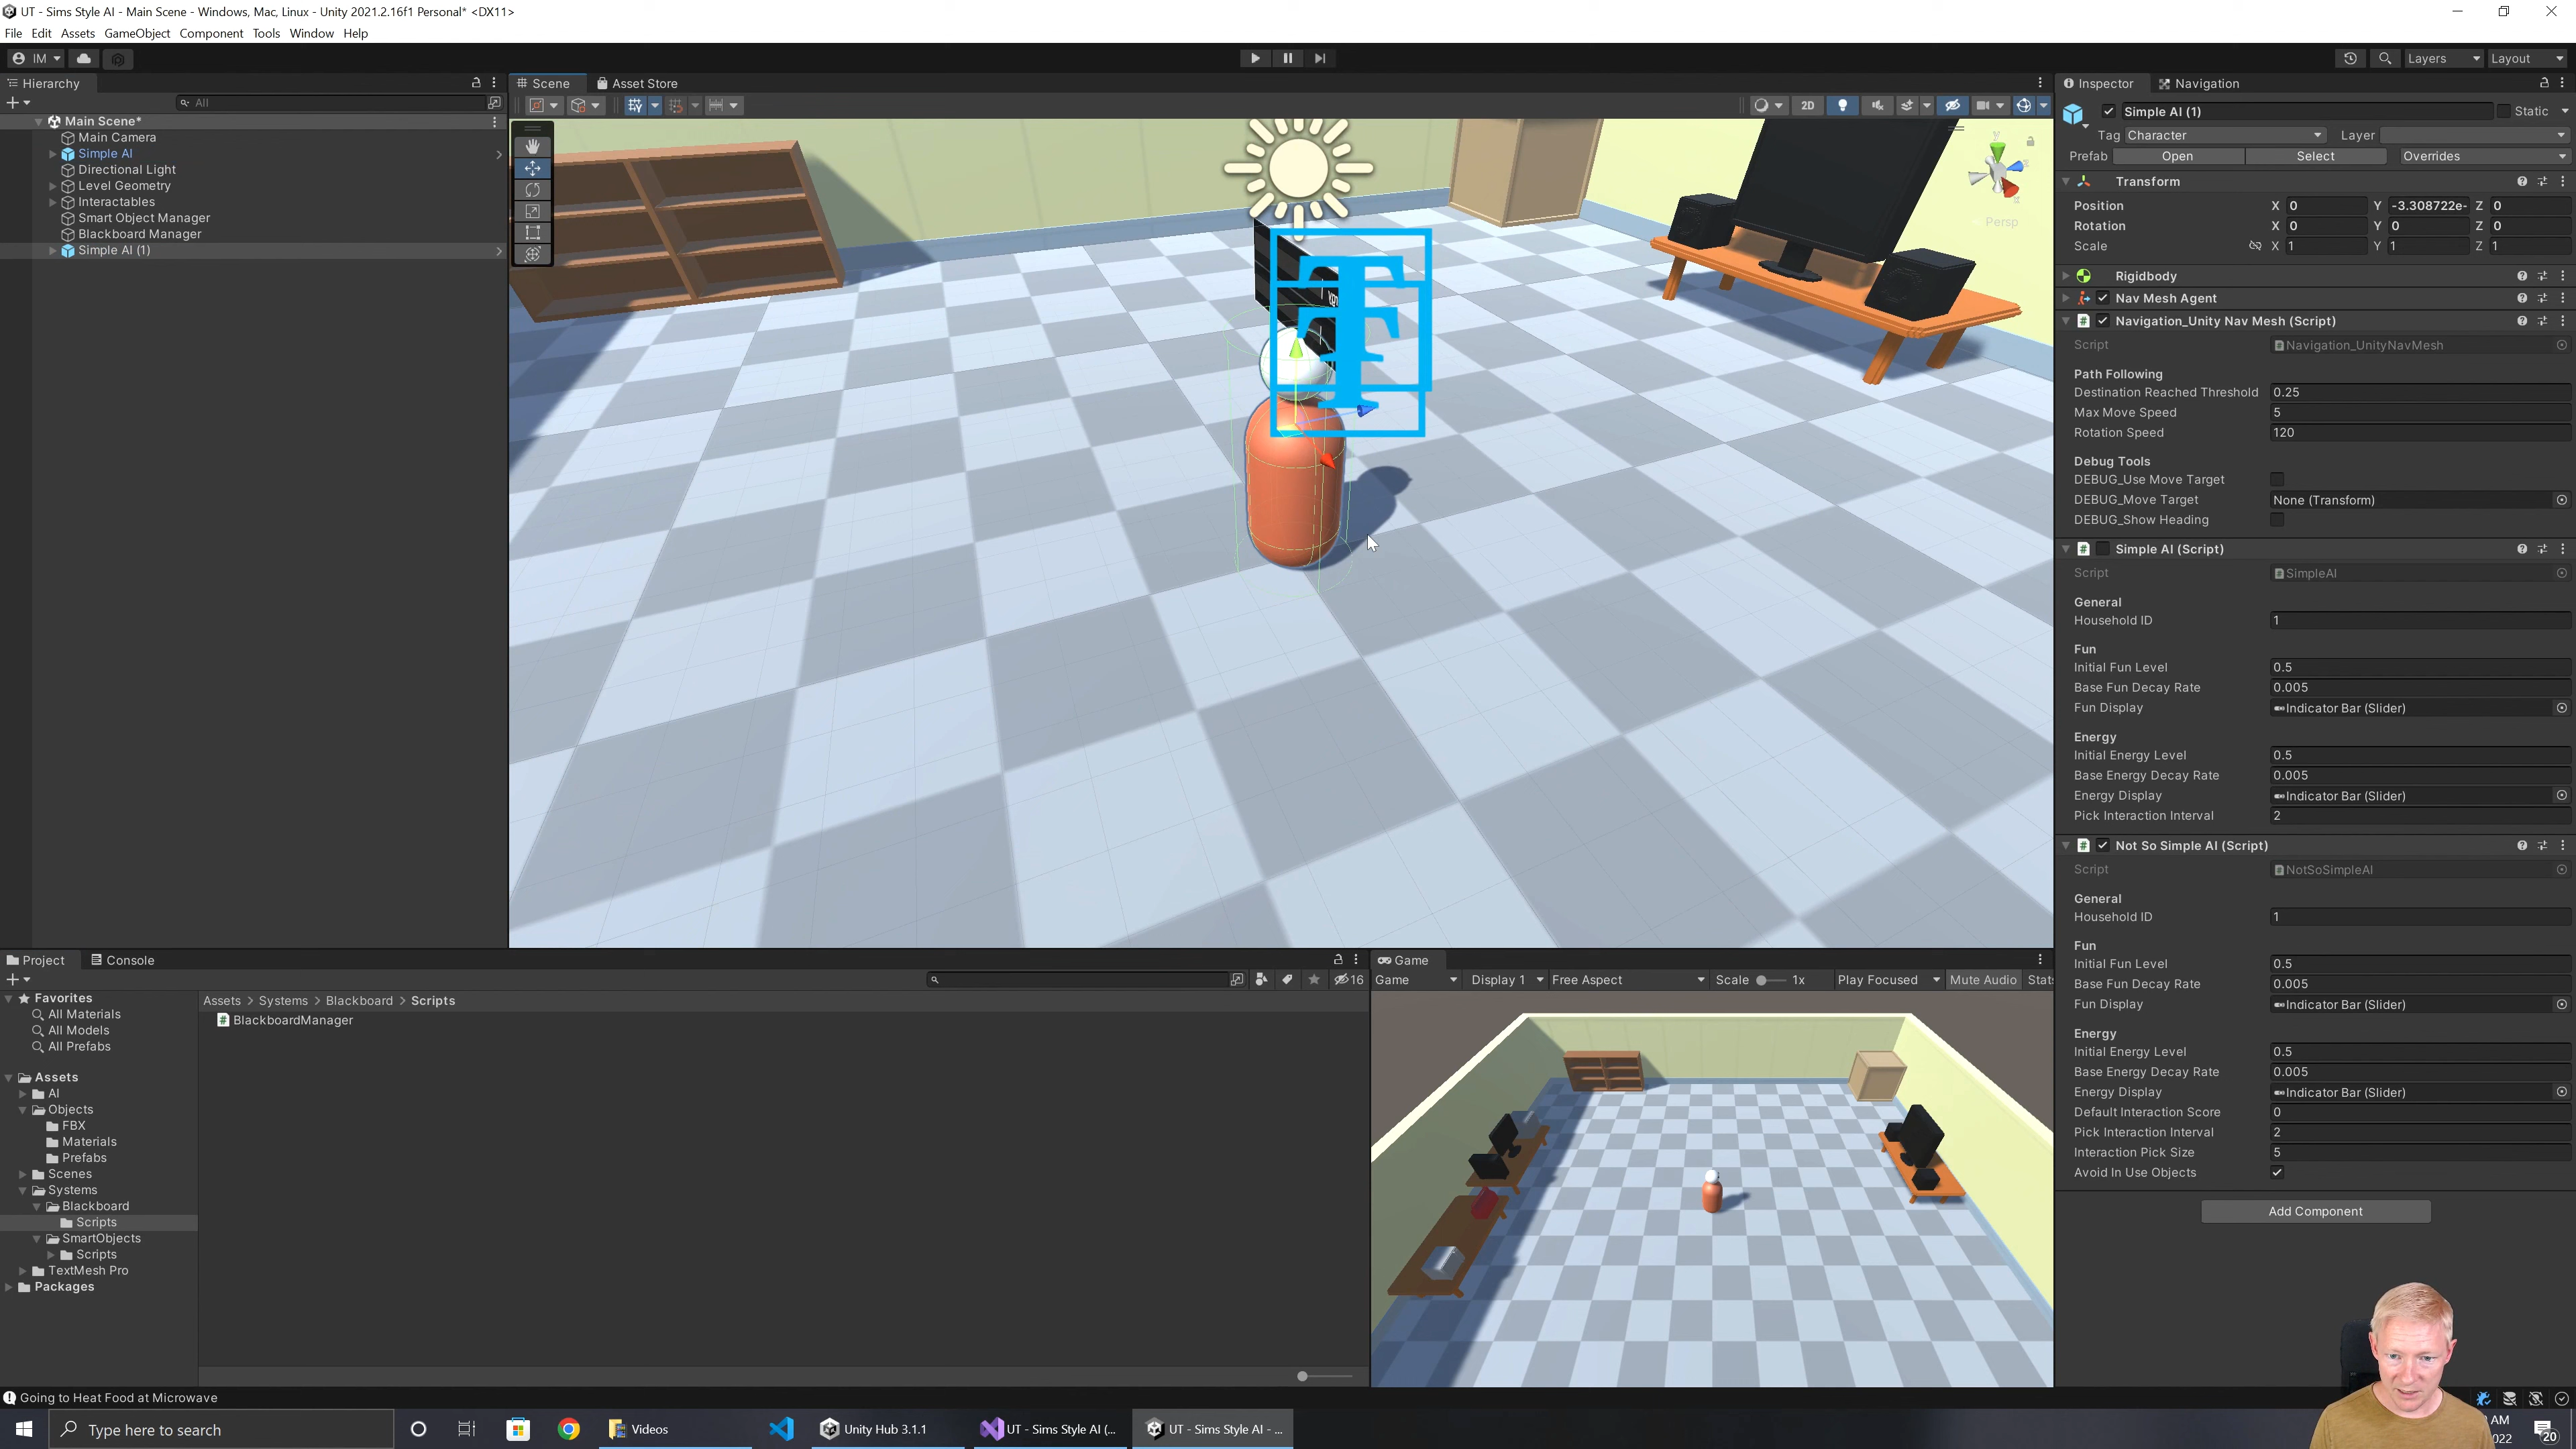 UT - Sims Style AI - Main Scene - Windows, Mac, Linux - Unity 2021.2.16f1 Personal* <DX11>
File Edit Assets GameObject Component Tools Window Help
IM
Layers
Layout
Hierarchy
All
Main Scene*
Main Camera
Simple AI
Directional Light
Level Geometry
Interactables
Smart Object Manager
Blackboard Manager
Simple AI (1)
Scene
Asset Store
2D
Persp
Inspector
Navigation
Simple AI (1)
Static
Tag Character
Layer
Prefab Open Select Overrides
Transform
Position X 0 Y -3.308722e- Z 0
Rotation X 0 Y 0 Z 0
Scale X 1 Y 1 Z 1
Rigidbody
Nav Mesh Agent
Navigation_Unity Nav Mesh (Script)
Script Navigation_UnityNavMesh
Path Following
Destination Reached Threshold 0.25
Max Move Speed 5
Rotation Speed 120
Debug Tools
DEBUG_Use Move Target
DEBUG_Move Target None (Transform)
DEBUG_Show Heading
Simple AI (Script)
Script SimpleAI
General
Household ID 1
Fun
Initial Fun Level 0.5
Base Fun Decay Rate 0.005
Fun Display Indicator Bar (Slider)
Energy
Initial Energy Level 0.5
Base Energy Decay Rate 0.005
Energy Display Indicator Bar (Slider)
Pick Interaction Interval 2
Not So Simple AI (Script)
Script NotSoSimpleAI
General
Household ID 1
Fun
Initial Fun Level 0.5
Base Fun Decay Rate 0.005
Fun Display Indicator Bar (Slider)
Energy
Initial Energy Level 0.5
Base Energy Decay Rate 0.005
Energy Display Indicator Bar (Slider)
Default Interaction Score 0
Pick Interaction Interval 2
Interaction Pick Size 5
Avoid In Use Objects
Add Component
Project
Console
16
Favorites
All Materials
All Models
All Prefabs
Assets
AI
Objects
FBX
Materials
Prefabs
Scenes
Systems
Blackboard
Scripts
SmartObjects
Scripts
TextMesh Pro
Packages
Assets > Systems > Blackboard > Scripts
BlackboardManager
Game
Game Display 1 Free Aspect Scale 1x Play Focused Mute Audio Stats
Going to Heat Food at Microwave
Type here to search
Videos
Unity Hub 3.1.1
UT - Sims Style AI (...
UT - Sims Style AI - ...
AM
022
20